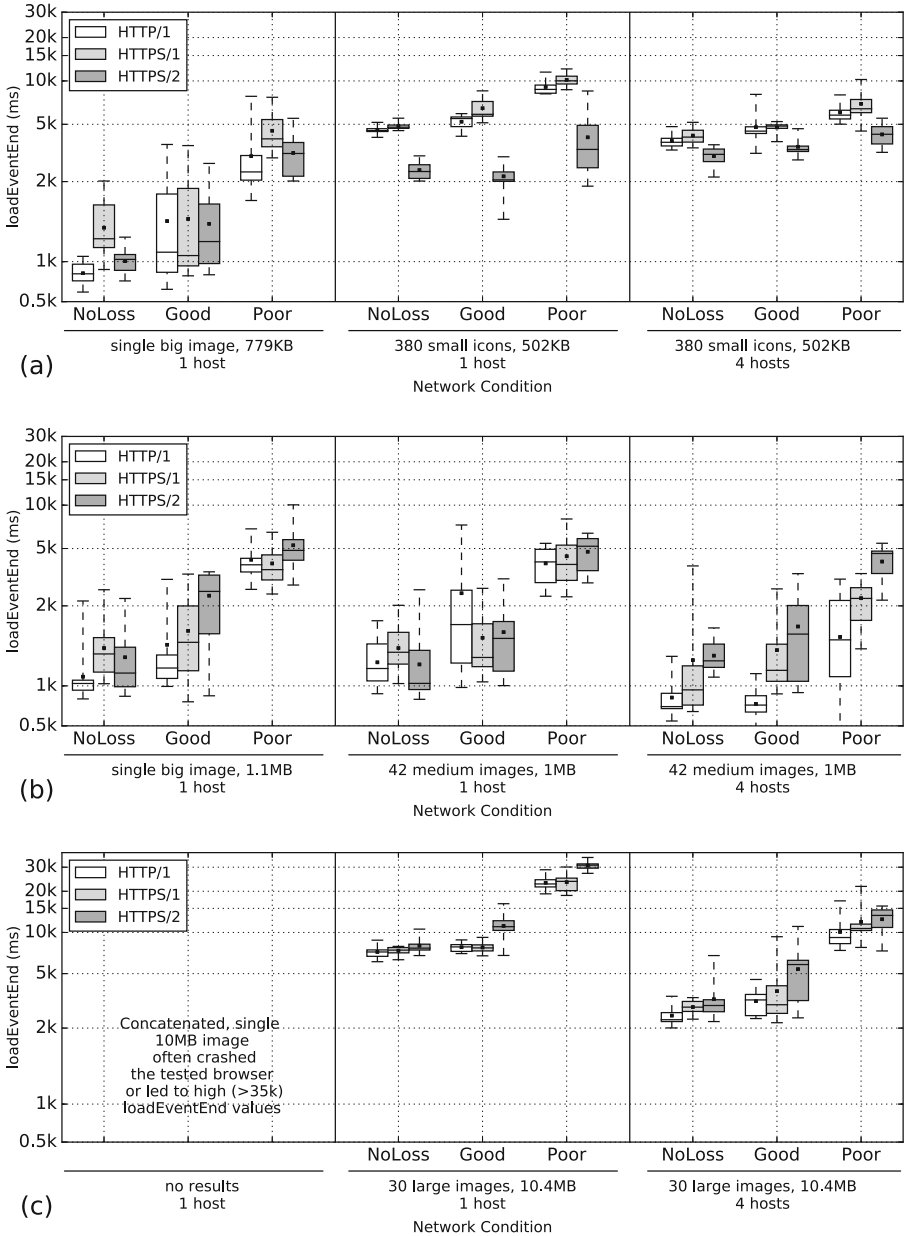 30k
20k
15k
10k
5k
2k
1k
0.5k
loadEventEnd (ms)
HTTP/1
HTTPS/1
HTTPS/2
NoLoss Good Poor NoLoss Good Poor NoLoss Good Poor
single big image, 779KB 380 small icons, 502KB 380 small icons, 502KB
1 host 1 host 4 hosts
(a)
Network Condition
30k
20k
15k
10k
5k
2k
1k
0.5k
loadEventEnd (ms)
HTTP/1
HTTPS/1
HTTPS/2
NoLoss Good Poor NoLoss Good Poor NoLoss Good Poor
single big image, 1.1MB 42 medium images, 1MB 42 medium images, 1MB
1 host 1 host 4 hosts
(b)
Network Condition
30k
20k
15k
10k
5k
2k
1k
0.5k
loadEventEnd (ms)
HTTP/1
HTTPS/1
HTTPS/2
Concatenated, single
10MB image
often crashed
the tested browser
or led to high (>35k)
loadEventEnd values
NoLoss Good Poor NoLoss Good Poor
no results 30 large images, 10.4MB 30 large images, 10.4MB
1 host 1 host 4 hosts
(c)
Network Condition